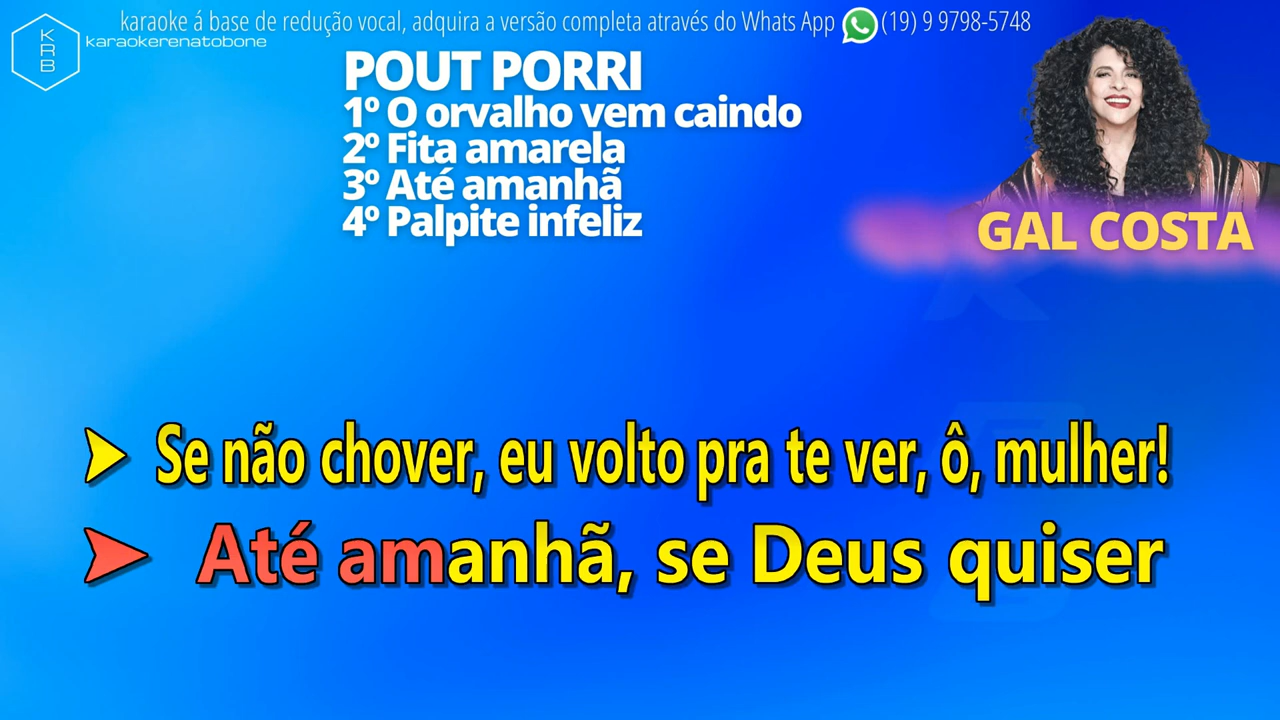 karaoke á base de redução vocal, adquira a versão completa através do Whats App (19) 9 9798-5748
KRB
karaokerenatobone
POUT PORRI
1º O orvalho vem caindo
2º Fita amarela
3º Até amanhã
4º Palpite infeliz
GAL COSTA
Se não chover, eu volto pra te ver, ô, mulher!
Até amanhã, se Deus quiser